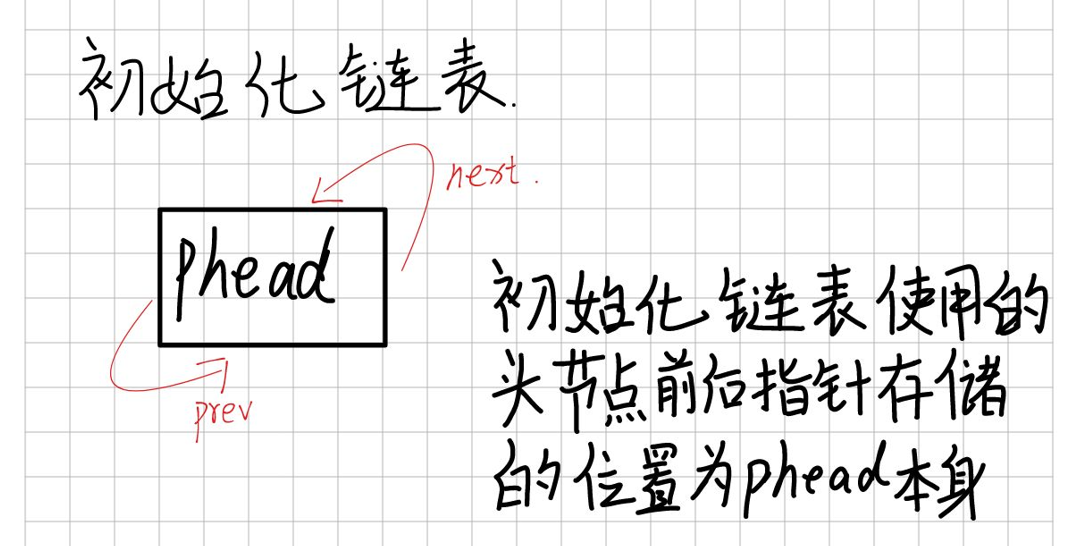 初始化链表.
next.
phead
prev
初始化链表使用的
头节点前后指针存储
的位置为phead本身